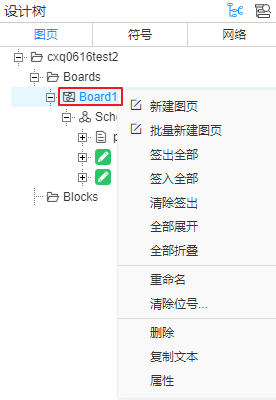 设计树
图页 符号 网络
cxq0616test2
Boards
Board1
新建图页
Sche
批量新建图页
p
签出全部
签入全部
清除签出
Blocks
全部展开
全部折叠
重命名
清除位号...
删除
复制文本
属性